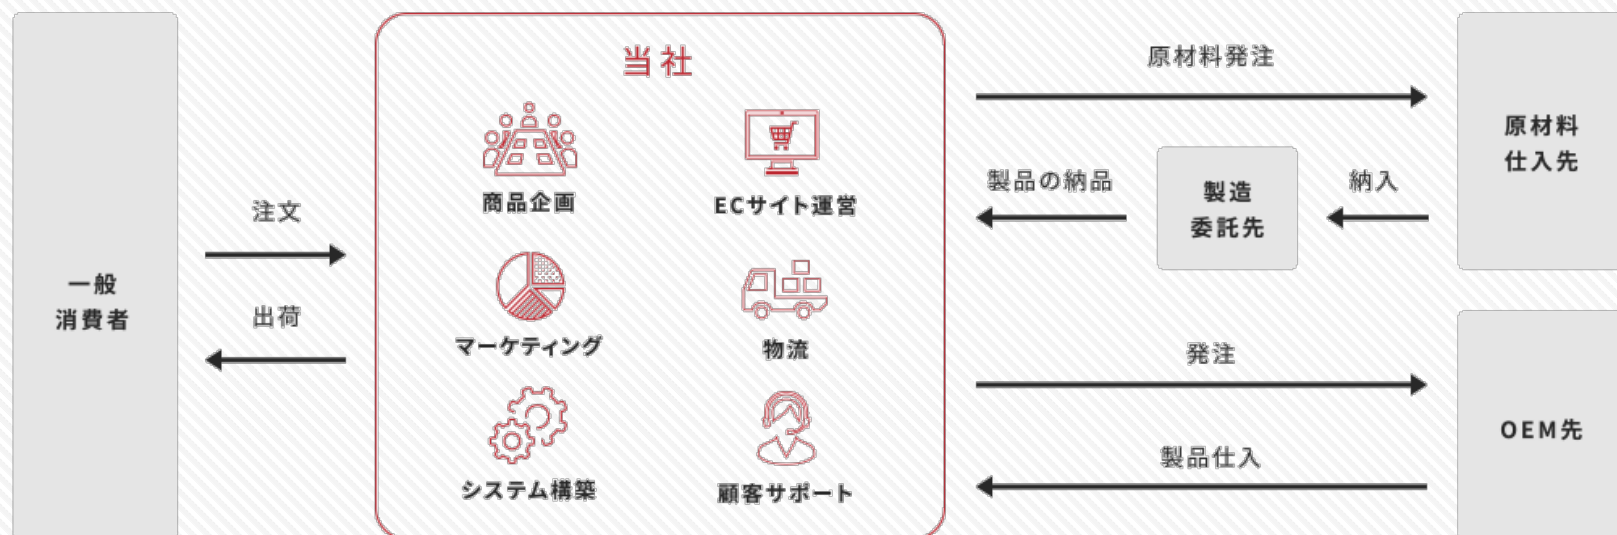 一般
消費者
注文
出荷
当社
商品企画
ECサイト運営
マーケティング
物流
システム構築
顧客サポート
原材料発注
製品の納品
製造
委託先
納入
原材料
仕入先
発注
製品仕入
OEM先